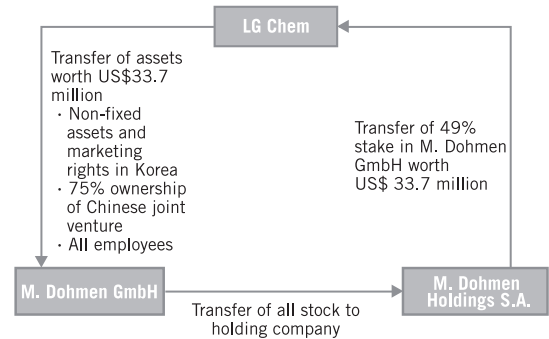 LG Chem
Transfer of assets
worth US$33.7
million
· Non-fixed
assets and
marketing
rights in Korea
· 75% ownership
of Chinese joint
venture
· All employees
Transfer of 49%
stake in M. Dohmen
GmbH worth
US$ 33.7 million
M. Dohmen GmbH
Transfer of all stock to
holding company
M. Dohmen
Holdings S.A.